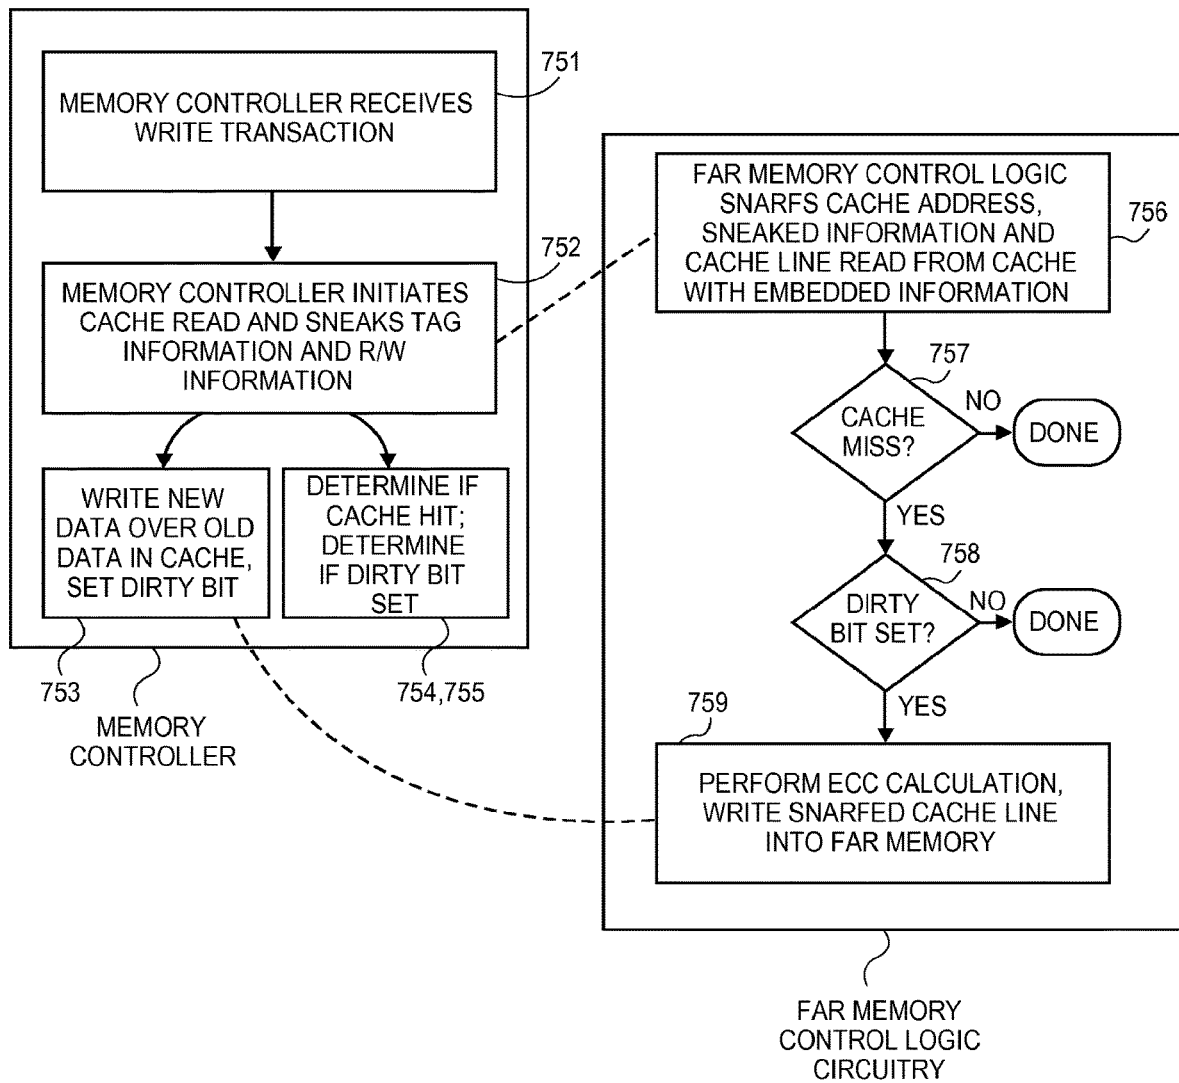 751
MEMORY CONTROLLER RECEIVES
WRITE TRANSACTION
752
MEMORY CONTROLLER INITIATES
CACHE READ AND SNEAKS TAG
INFORMATION AND R/W
INFORMATION
WRITE NEW
DATA OVER OLD
DATA IN CACHE,
SET DIRTY BIT
DETERMINE IF
CACHE HIT;
DETERMINE
IF DIRTY BIT
SET
753
754,755
MEMORY
CONTROLLER
FAR MEMORY CONTROL LOGIC
SNARFS CACHE ADDRESS,
SNEAKED INFORMATION AND
CACHE LINE READ FROM CACHE
WITH EMBEDDED INFORMATION
756
757
CACHE
MISS?
NO
DONE
YES
758
DIRTY
BIT SET?
NO
DONE
YES
759
PERFORM ECC CALCULATION,
WRITE SNARFED CACHE LINE
INTO FAR MEMORY
FAR MEMORY
CONTROL LOGIC
CIRCUITRY